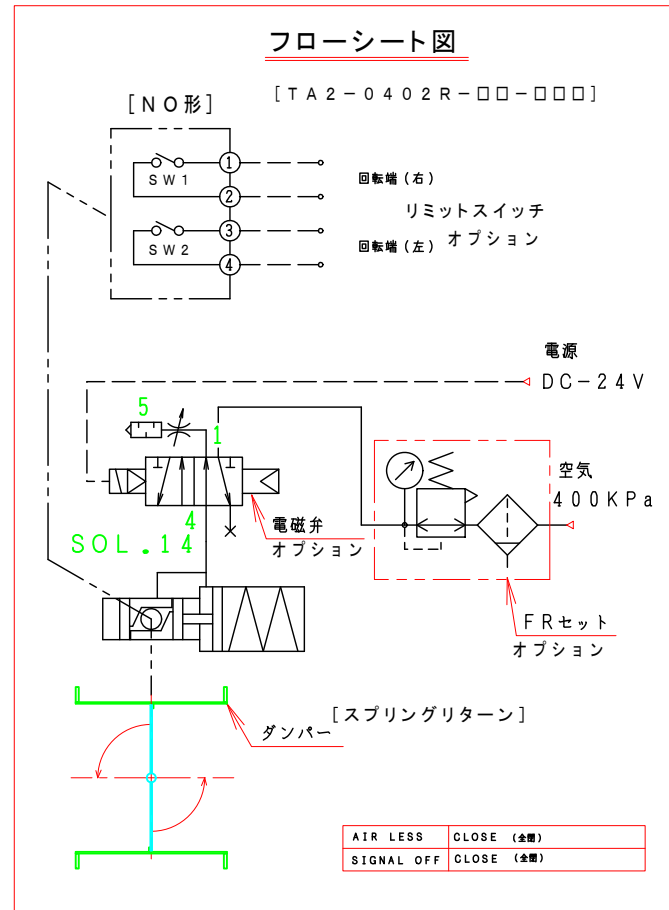 フローシート図
[NO形]
[TA2-0402R-□□-□□□]
1
SW1
2
3
SW2
4
回転端(右)
リミットスイッチ
オプション
回転端(左)
電源
DC-24V
5
1
4
SOL.14
電磁弁
オプション
空気
400KPa
FRセット
オプション
[スプリングリターン]
ダンパー
AIR LESS CLOSE (全閉)
SIGNAL OFF CLOSE (全閉)